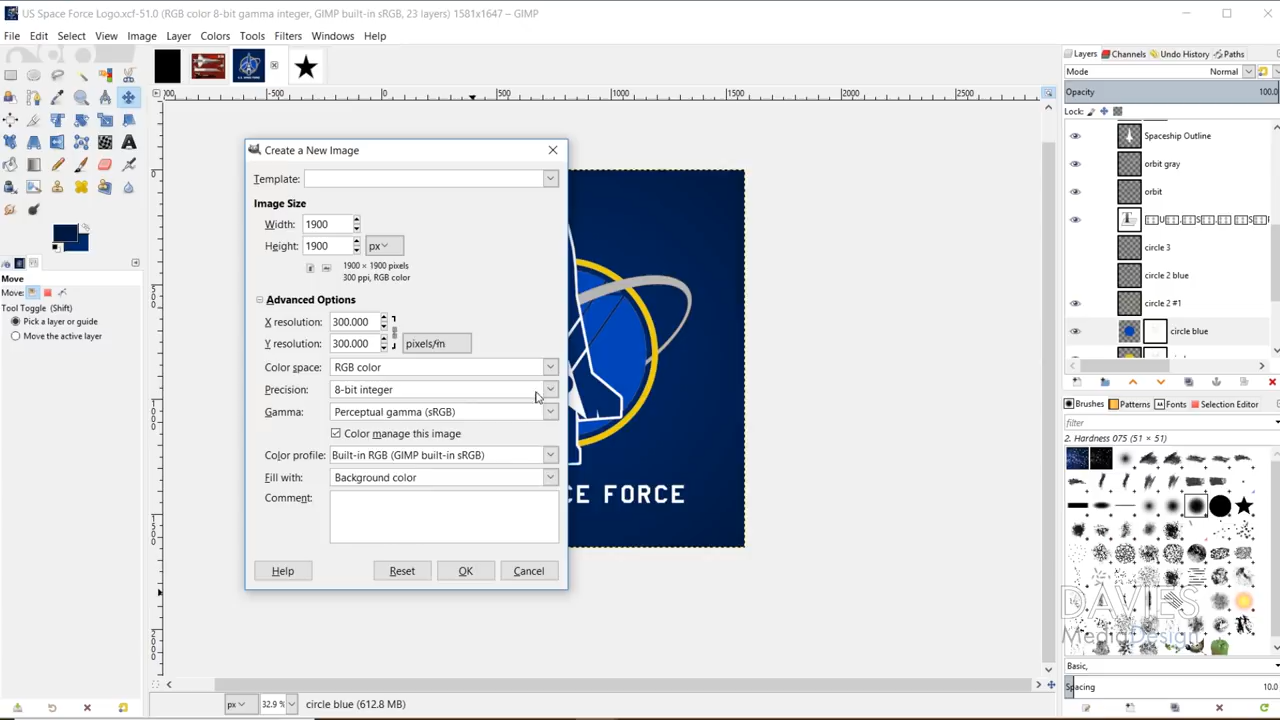 US Space Force Logo.xcf-51.0 (RGB color 8-bit gamma integer, GIMP built-in sRGB, 23 layers) 1581x1647 – GIMP
File Edit Select View Image Layer Colors Tools Filters Windows Help
Layers Channels Undo History Paths
Mode Normal
Opacity 100.0
Lock:
-500 0 500 1000 1500 2000 2500
Spaceship Outline
orbit gray
orbit
circle 3
circle 2 blue
circle 2 #1
circle blue
Create a New Image
Template:
Image Size
Width: 1900
Height: 1900 px
1900 × 1900 pixels
300 ppi, RGB color
Advanced Options
X resolution: 300.000
Y resolution: 300.000 pixels/in
Color space: RGB color
Precision: 8-bit integer
Gamma: Perceptual gamma (sRGB)
Color manage this image
Color profile: Built-in RGB (GIMP built-in sRGB)
Fill with: Background color
Comment:
Help Reset OK Cancel
CE FORCE
Move
Move:
Tool Toggle (Shift)
Pick a layer or guide
Move the active layer
Brushes Patterns Fonts Selection Editor
filter
2. Hardness 075 (51 × 51)
DAVIES
MediaDesign
Basic,
Spacing 10.0
px 32.9 % circle blue (612.8 MB)